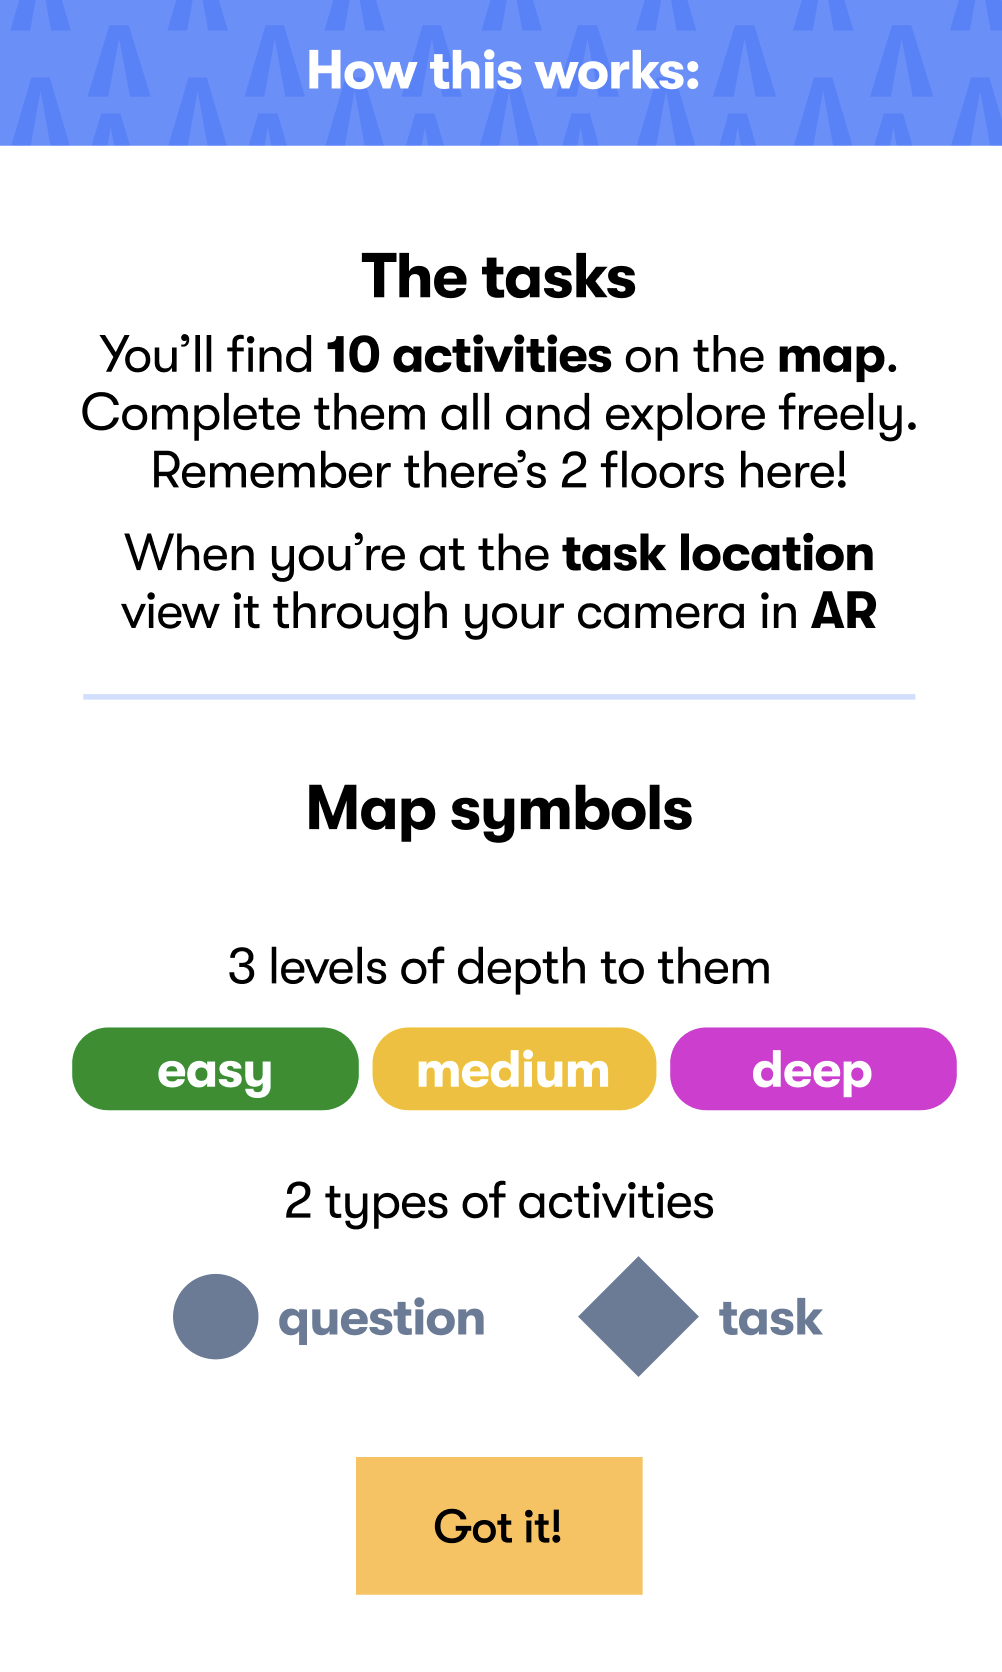 How this works:
The tasks
You’ll find 10 activities on the map.
Complete them all and explore freely.
Remember there’s 2 floors here!
When you’re at the task location
view it through your camera in AR
Map symbols
3 levels of depth to them
easy medium deep
2 types of activities
question task
Got it!